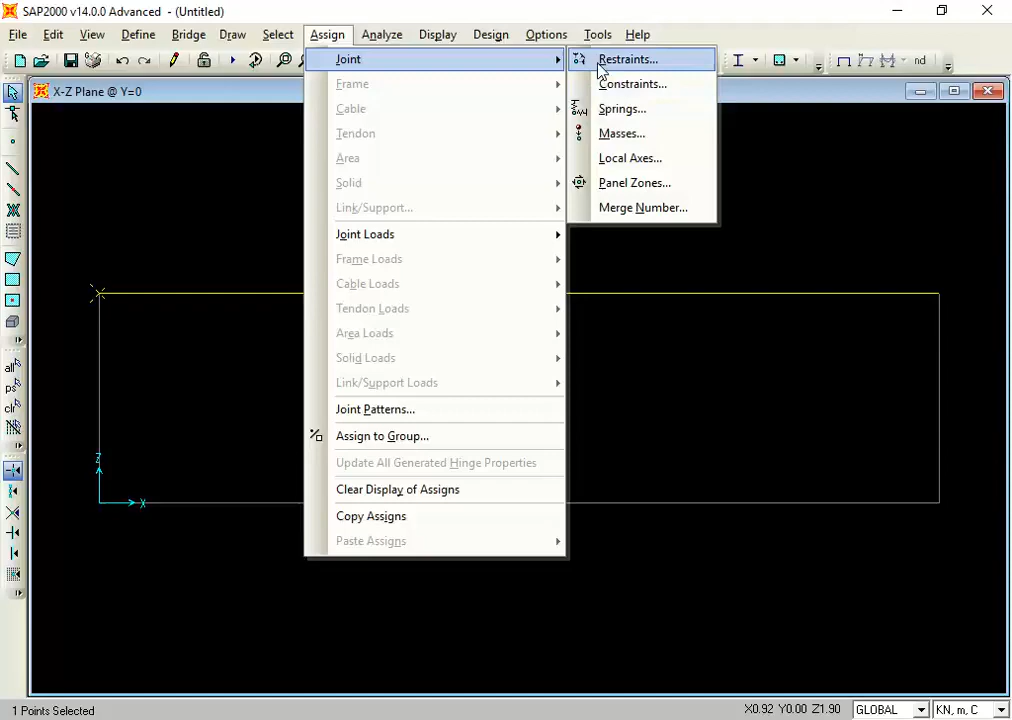 SAP2000 v14.0.0 Advanced - (Untitled)
File Edit View Define Bridge Draw Select Assign Analyze Display Design Options Tools Help
nd
X-Z Plane @ Y=0
Joint
Frame
Cable
Tendon
Area
Solid
Link/Support...
Joint Loads
Frame Loads
Cable Loads
Tendon Loads
Area Loads
Solid Loads
Link/Support Loads
Joint Patterns...
Assign to Group...
Update All Generated Hinge Properties
Clear Display of Assigns
Copy Assigns
Paste Assigns
Restraints...
Constraints...
Springs...
Masses...
Local Axes...
Panel Zones...
Merge Number...
all
ps
clr
Z
X
1 Points Selected
X0.92 Y0.00 Z1.90
GLOBAL
KN, m, C